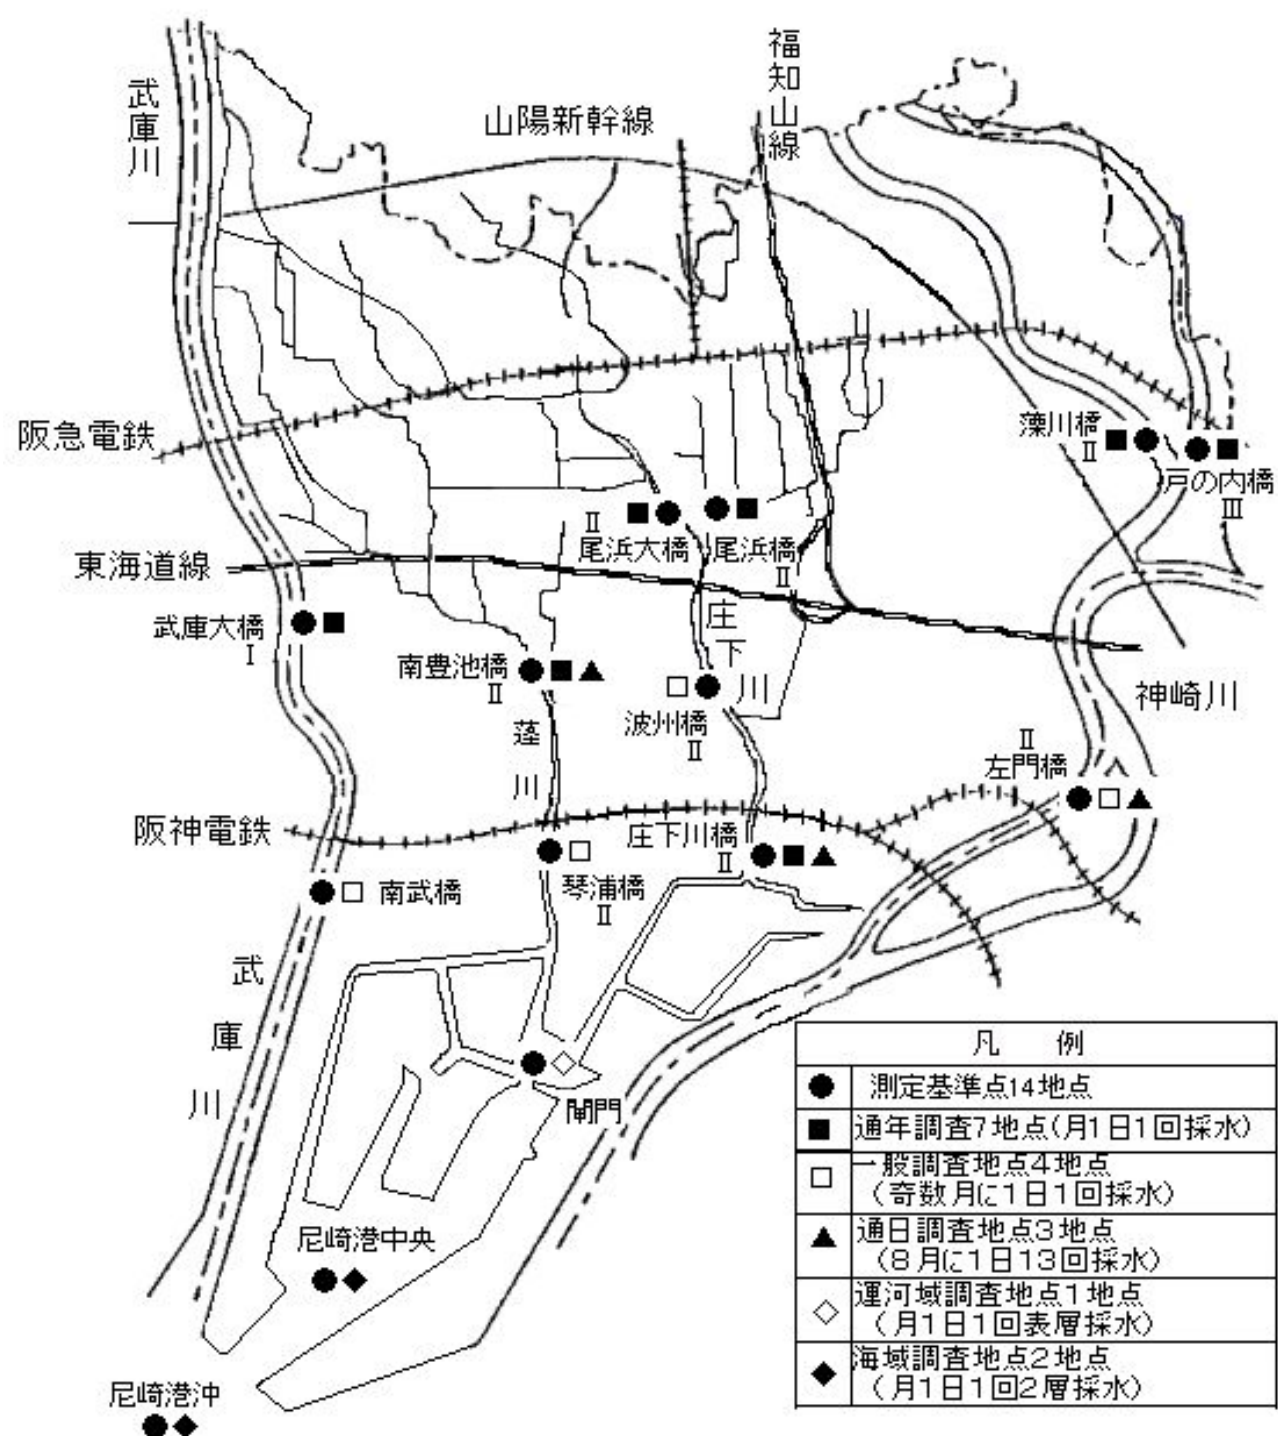 武庫川
山陽新幹線
福知山線
阪急電鉄
藻川橋
Ⅱ
戸の内橋
Ⅲ
Ⅱ
尾浜大橋
尾浜橋
Ⅱ
東海道線
武庫大橋
Ⅰ
南豊池橋
Ⅱ
庄下川
波州橋
Ⅱ
神崎川
蓬川
Ⅱ
左門橋
阪神電鉄
庄下川橋
Ⅱ
南武橋
琴浦橋
Ⅱ
武庫川
閘門
尼崎港中央
尼崎港沖
凡 例
測定基準点14地点
通年調査7地点(月1日1回採水)
一般調査地点4地点
(奇数月に1日1回採水)
通日調査地点3地点
(8月に1日13回採水)
運河域調査地点1地点
(月1日1回表層採水)
海域調査地点2地点
(月1日1回2層採水)